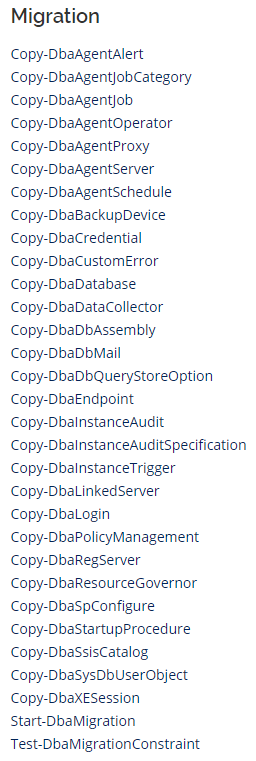 Migration
Copy-DbaAgentAlert
Copy-DbaAgentJobCategory
Copy-DbaAgentJob
Copy-DbaAgentOperator
Copy-DbaAgentProxy
Copy-DbaAgentServer
Copy-DbaAgentSchedule
Copy-DbaBackupDevice
Copy-DbaCredential
Copy-DbaCustomError
Copy-DbaDatabase
Copy-DbaDataCollector
Copy-DbaDbAssembly
Copy-DbaDbMail
Copy-DbaDbQueryStoreOption
Copy-DbaEndpoint
Copy-DbaInstanceAudit
Copy-DbaInstanceAuditSpecification
Copy-DbaInstanceTrigger
Copy-DbaLinkedServer
Copy-DbaLogin
Copy-DbaPolicyManagement
Copy-DbaRegServer
Copy-DbaResourceGovernor
Copy-DbaSpConfigure
Copy-DbaStartupProcedure
Copy-DbaSsisCatalog
Copy-DbaSysDbUserObject
Copy-DbaXESession
Start-DbaMigration
Test-DbaMigrationConstraint